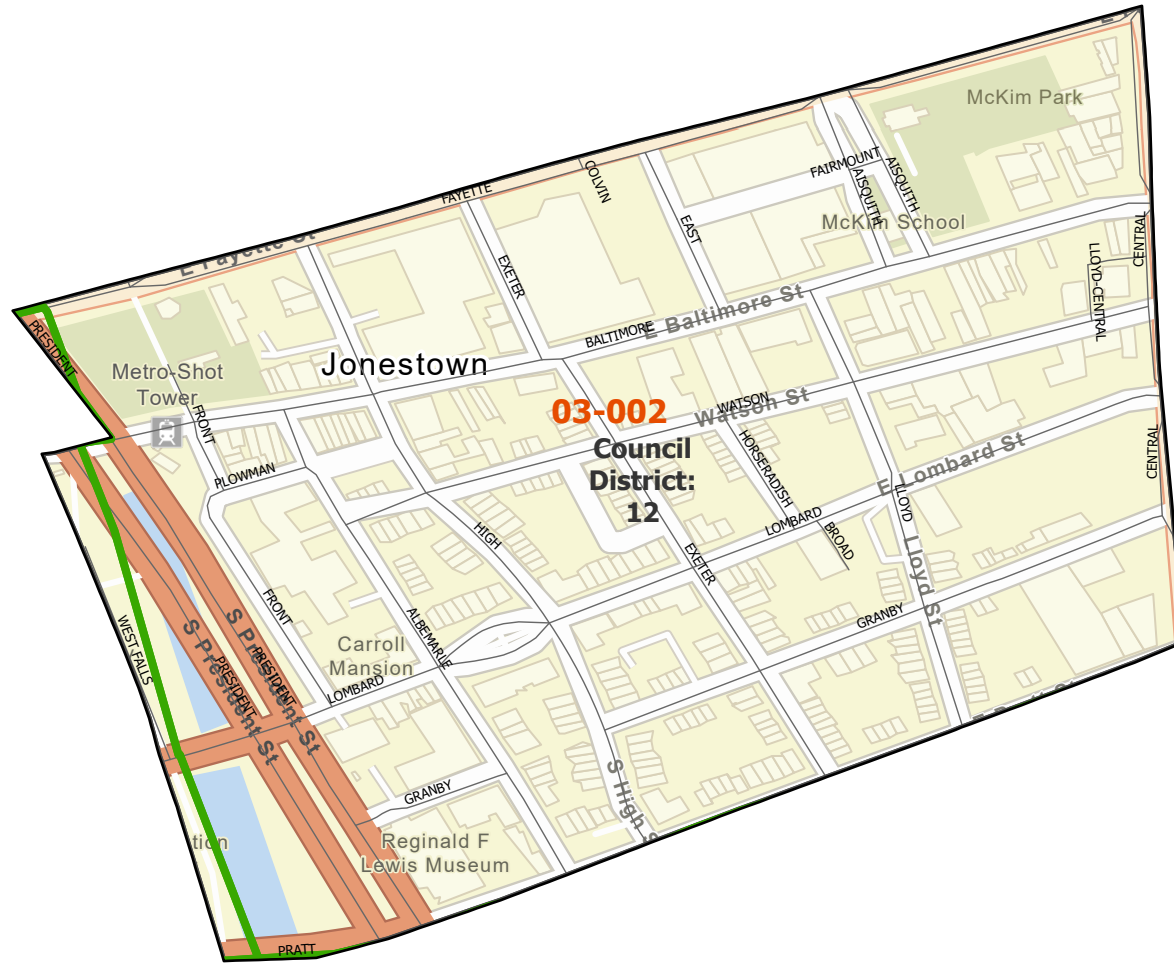 McKim Park
FAIRMOUNT
AISQUITH
AISQUITH
COLVIN
FAYETTE
McKim School
EAST
CENTRAL
E Fayette St
EXETER
LLOYD-CENTRAL
E Baltimore St
BALTIMORE
PRESIDENT
Jonestown
Metro-Shot
Tower
FRONT
WATSON
Watson St
03-002
Council
District:
12
HORSERADISH
CENTRAL
E Lombard St
PLOWMAN
HIGH
LOMBARD
BROAD
LLOYD
Lloyd St
EXETER
FRONT
ALBEMARLE
GRANBY
WEST FALLS
S President St
S President St
PRESIDENT
PRESIDENT
Carroll
Mansion
LOMBARD
GRANBY
S High S
tion
Reginald F
Lewis Museum
PRATT